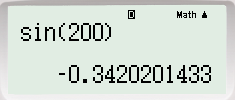 D Math ▲
sin(200)
-0.3420201433